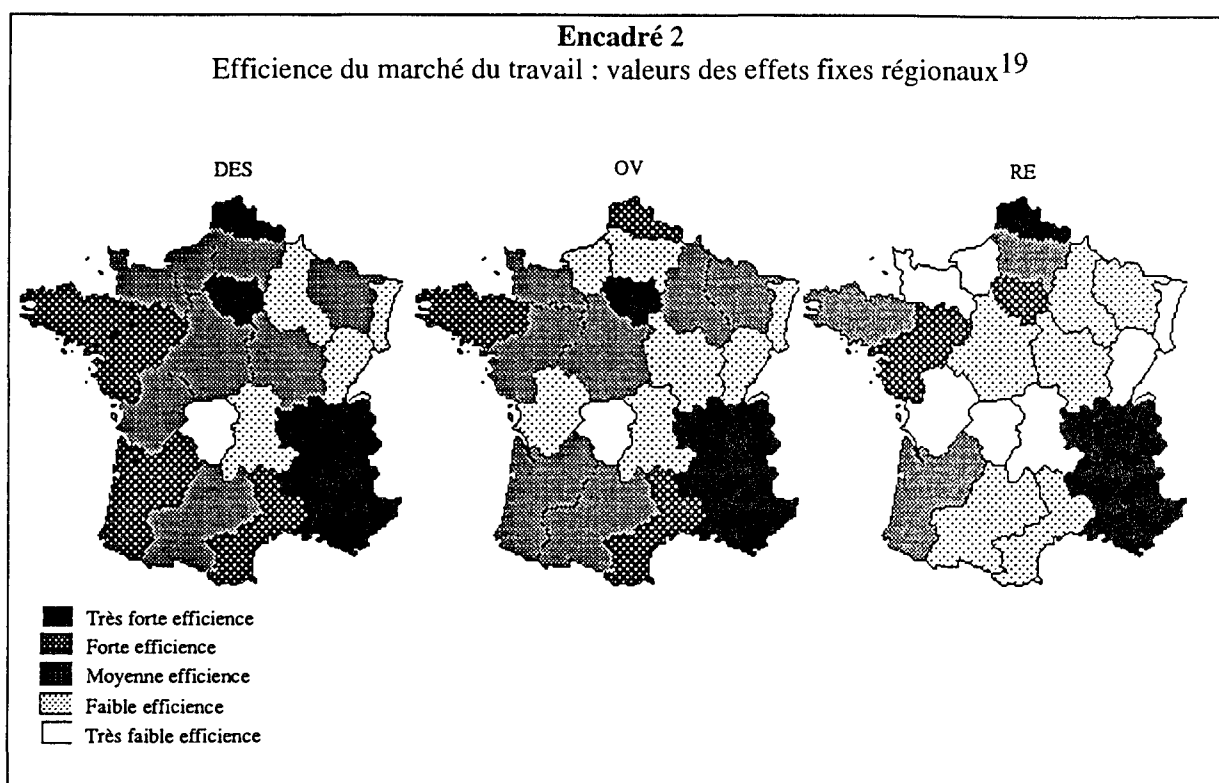 Encadré 2
Efficience du marché du travail : valeurs des effets fixes régionaux19
DES
OV
RE
Très forte efficience
Forte efficience
Moyenne efficience
Faible efficience
Très faible efficience